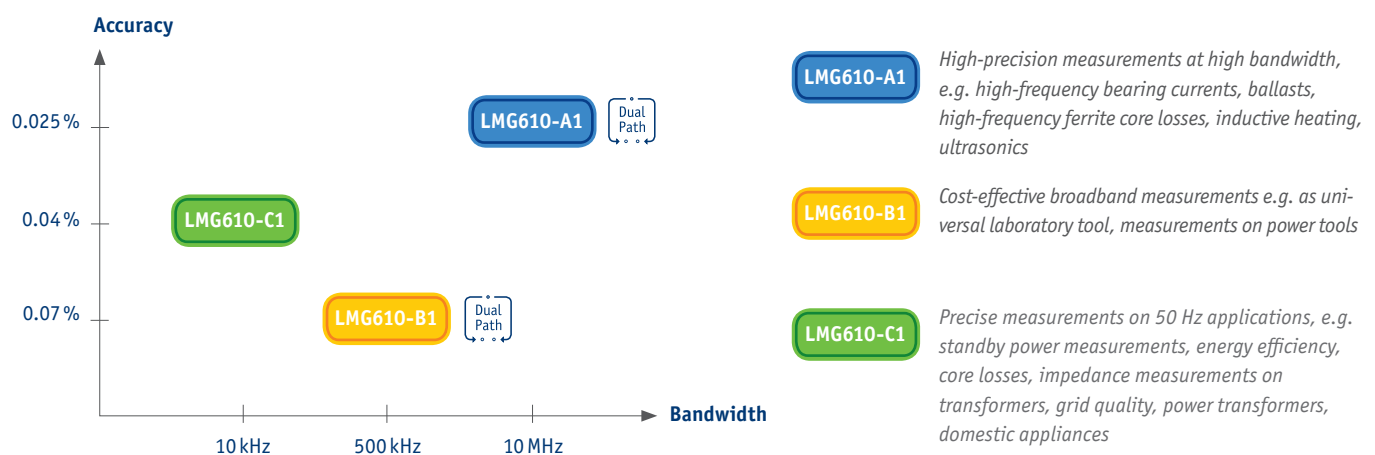 Accuracy
0.025 %
0.04 %
0.07 %
LMG610-A1
Dual
Path
LMG610-C1
LMG610-B1
Dual
Path
Bandwidth
10 kHz
500 kHz
10 MHz
LMG610-A1
High-precision measurements at high bandwidth,
e.g. high-frequency bearing currents, ballasts,
high-frequency ferrite core losses, inductive heating,
ultrasonics
LMG610-B1
Cost-effective broadband measurements e.g. as uni-
versal laboratory tool, measurements on power tools
LMG610-C1
Precise measurements on 50 Hz applications, e.g.
standby power measurements, energy efficiency,
core losses, impedance measurements on
transformers, grid quality, power transformers,
domestic appliances